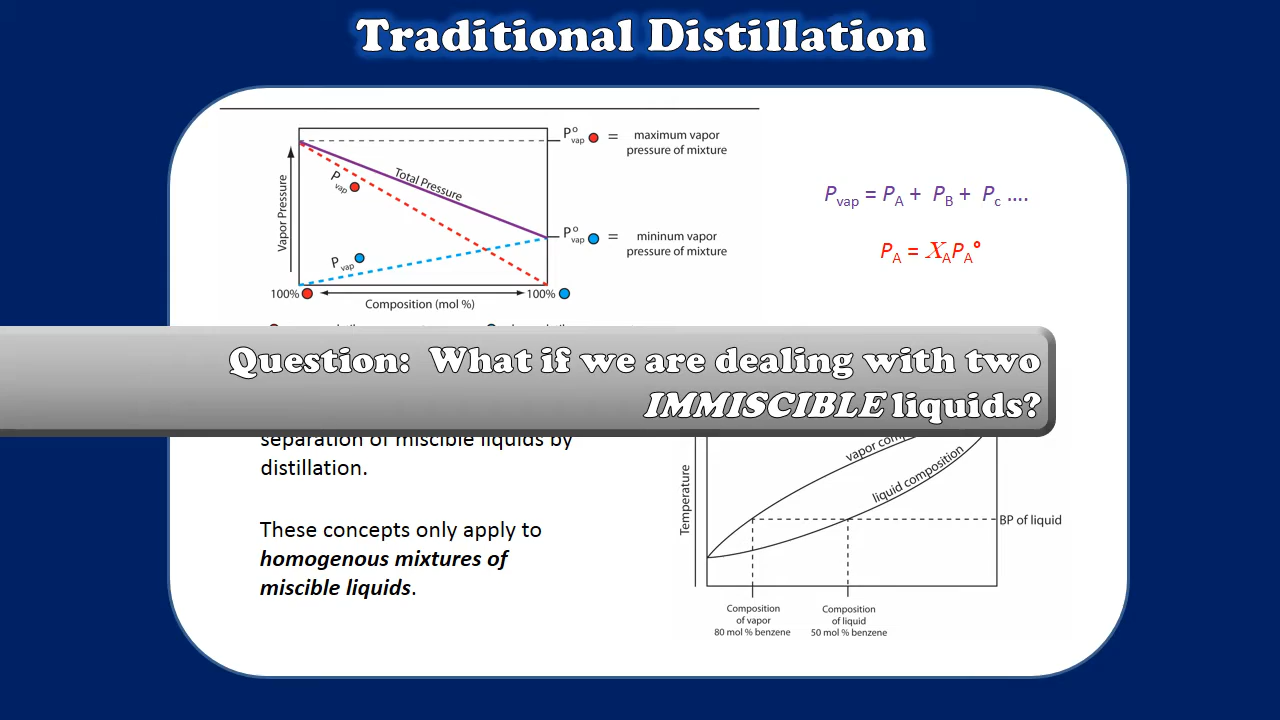 Traditional Distillation
P°vap = maximum vapor
pressure of mixture
Pvap
Total Pressure
Vapor Pressure
P°vap = mininum vapor
pressure of mixture
Pvap
100% 100%
Composition (mol %)
Pvap = PA + PB + Pc ....
PA = XAPA°
Question: What if we are dealing with two
IMMISCIBLE liquids?
separation of miscible liquids by
distillation.
These concepts only apply to
homogenous mixtures of
miscible liquids.
vapor
liquid composition
Temperature
BP of liquid
Composition
of vapor
80 mol % benzene
Composition
of liquid
50 mol % benzene